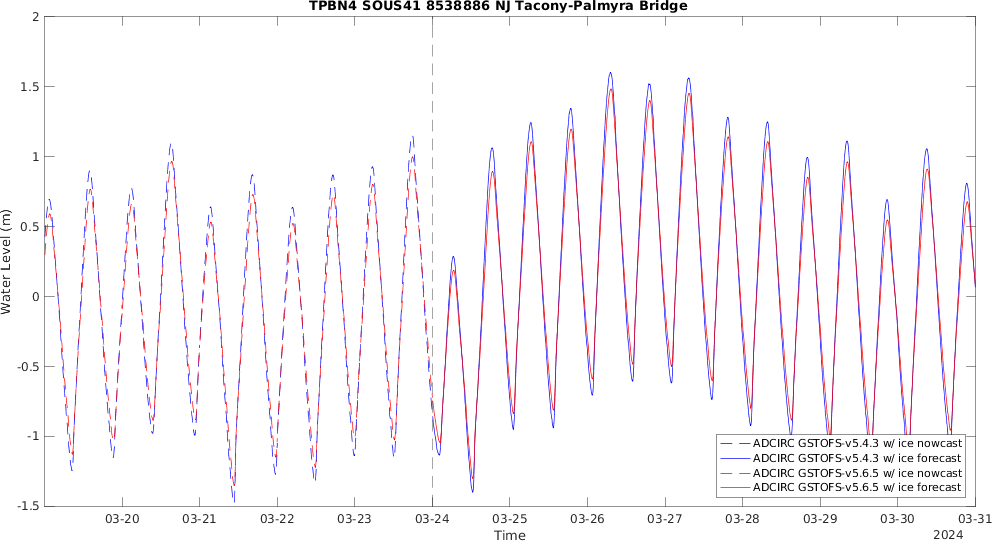 TPBN4 SOUS41 8538886 NJ Tacony-Palmyra Bridge
2
1.5
1
0.5
0
-0.5
-1
-1.5
Water Level (m)
03-20 03-21 03-22 03-23 03-24 03-25 03-26 03-27 03-28 03-29 03-30 03-31
Time
2024
ADCIRC GSTOFS-v5.4.3 w/ ice nowcast
ADCIRC GSTOFS-v5.4.3 w/ ice forecast
ADCIRC GSTOFS-v5.6.5 w/ ice nowcast
ADCIRC GSTOFS-v5.6.5 w/ ice forecast